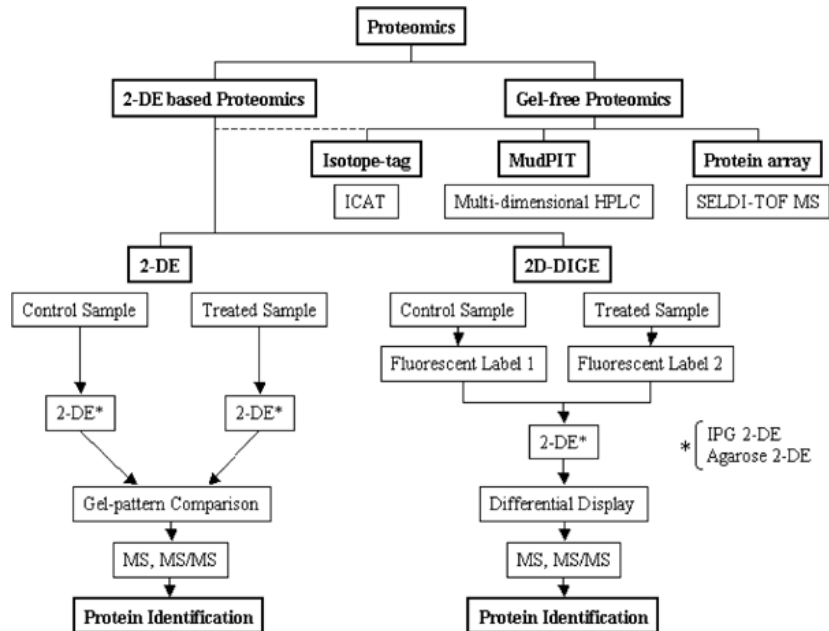 Proteomics
2-DE based Proteomics
Gel-free Proteomics
Isotope-tag
MudPIT
Protein array
ICAT
Multi-dimensional HPLC
SELDI-TOF MS
2-DE
2D-DIGE
Control Sample
Treated Sample
Control Sample
Treated Sample
Fluorescent Label 1
Fluorescent Label 2
2-DE*
2-DE*
2-DE*
* IPG 2-DE
Agarose 2-DE
Gel-pattern Comparison
Differential Display
MS, MS/MS
MS, MS/MS
Protein Identification
Protein Identification